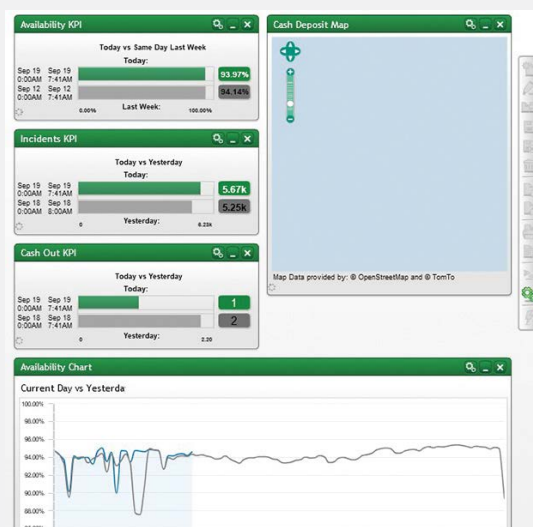 Availability KPI
Today vs Same Day Last Week
Today:
Sep 19 Sep 19
0:00AM 7:41AM
93.97%
Sep 12 Sep 12
0:00AM 7:41AM
94.14%
Last Week:
0.00% 100.00%
Incidents KPI
Today vs Yesterday
Today:
Sep 19 Sep 19
0:00AM 7:41AM
5.67k
Sep 18 Sep 18
0:00AM 8:00AM
5.25k
Yesterday:
0 6.23k
Cash Out KPI
Today vs Yesterday
Today:
Sep 19 Sep 19
0:00AM 7:41AM
1
Sep 18 Sep 18
0:00AM 7:41AM
2
Yesterday:
0 2.20
Cash Deposit Map
Map Data provided by: © OpenStreetMap and © TomTo
Availability Chart
Current Day vs Yesterda
100.00%
98.00%
96.00%
94.00%
92.00%
90.00%
88.00%